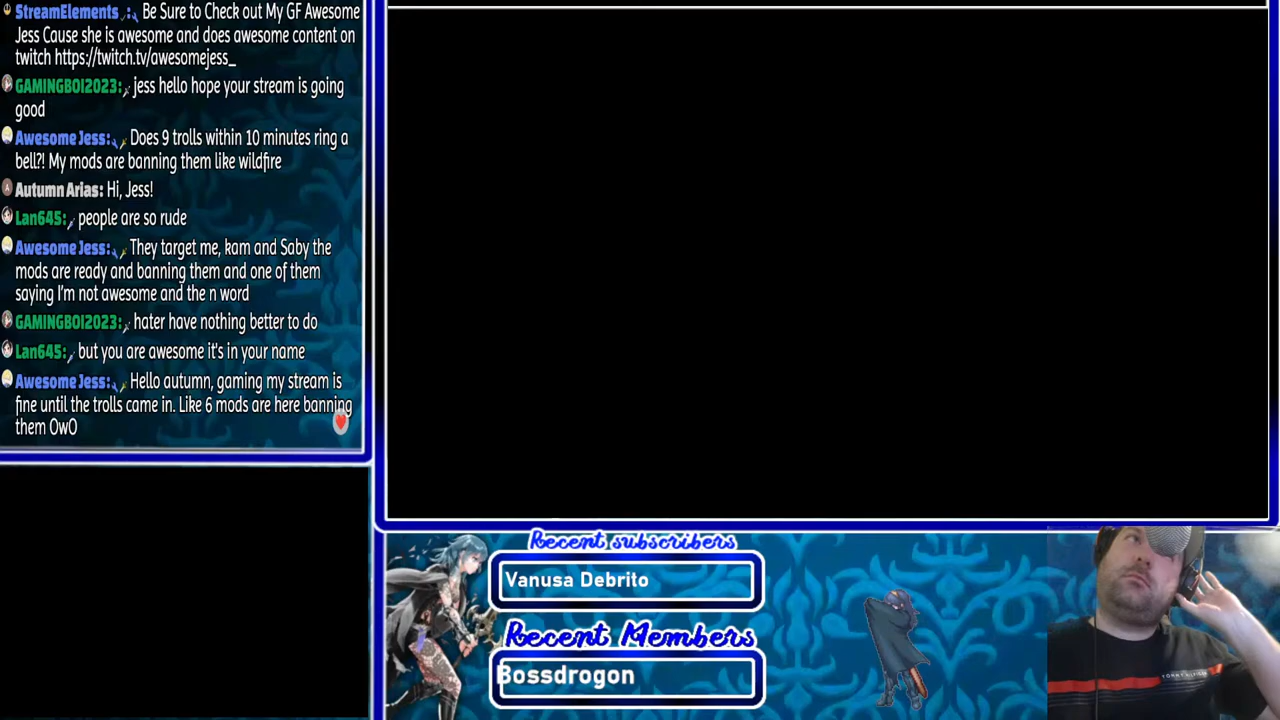 StreamElements : Be Sure to Check out My GF Awesome
Jess Cause she is awesome and does awesome content on
twitch https://twitch.tv/awesomejess_
GAMINGBOI2023: jess hello hope your stream is going
good
Awesome Jess: Does 9 trolls within 10 minutes ring a
bell?! My mods are banning them like wildfire
Autumn Arias: Hi, Jess!
Lan645: people are so rude
Awesome Jess: They target me, kam and Saby the
mods are ready and banning them and one of them
saying I'm not awesome and the n word
GAMINGBOI2023: hater have nothing better to do
Lan645: but you are awesome it's in your name
Awesome Jess: Hello autumn, gaming my stream is
fine until the trolls came in. Like 6 mods are here banning
them OwO
Recent subscribers
Vanusa Debrito
Recent Members
Bossdrogon